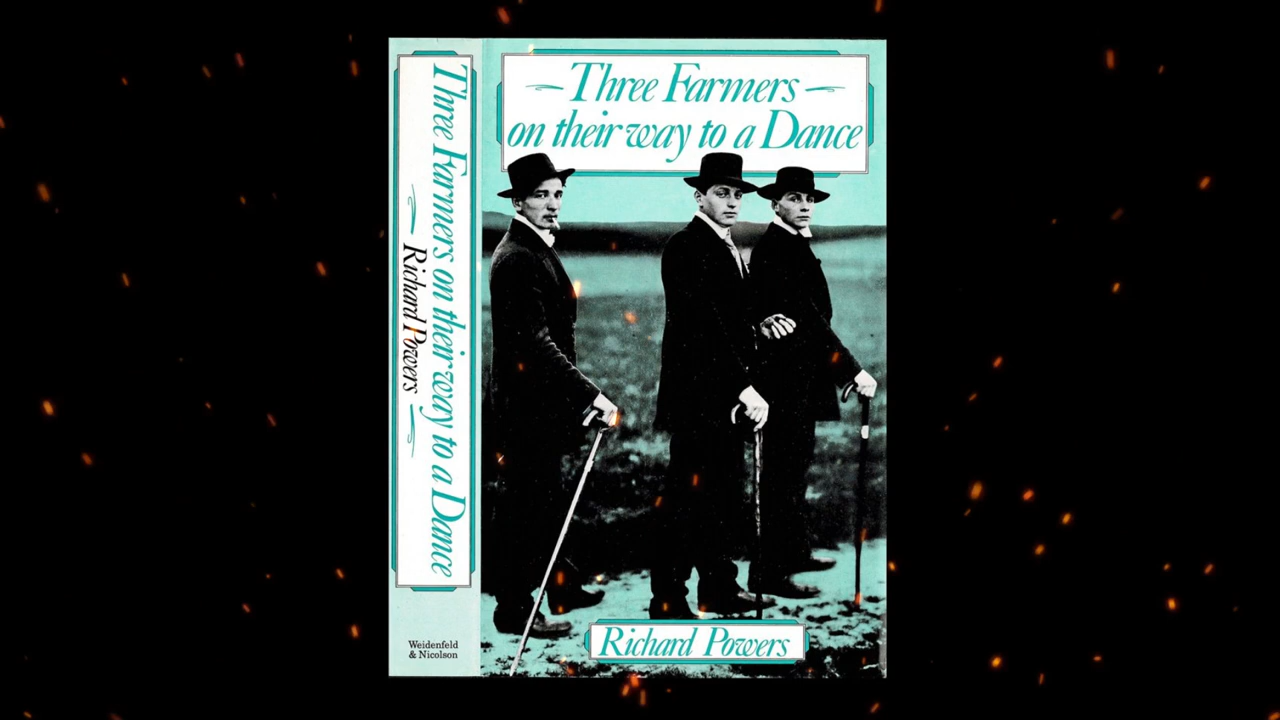 Three Farmers on their way to a Dance
Richard Powers
Weidenfeld
& Nicolson
Three Farmers
on their way to a Dance
Richard Powers